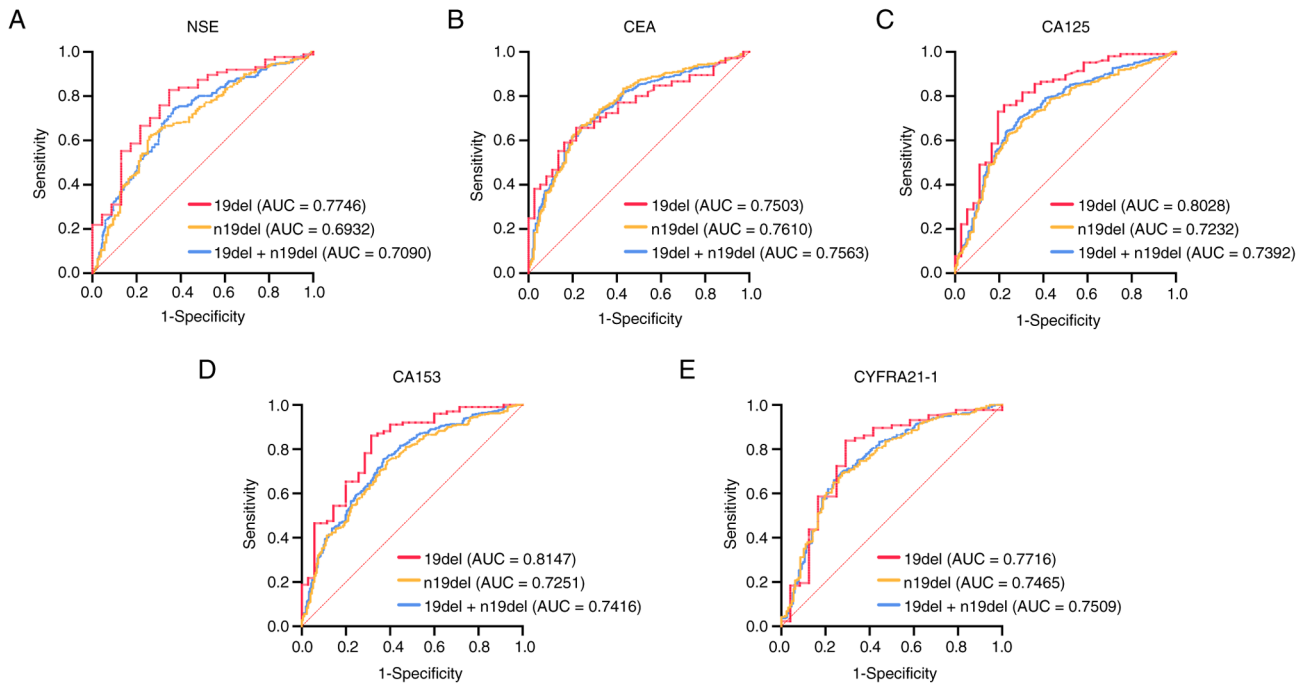 A
NSE
1.0
0.8
0.6
0.4
0.2
0.0
Sensitivity
19del (AUC = 0.7746)
n19del (AUC = 0.6932)
19del + n19del (AUC = 0.7090)
0.0 0.2 0.4 0.6 0.8 1.0
1-Specificity
B
CEA
1.0
0.8
0.6
0.4
0.2
0.0
Sensitivity
19del (AUC = 0.7503)
n19del (AUC = 0.7610)
19del + n19del (AUC = 0.7563)
0.0 0.2 0.4 0.6 0.8 1.0
1-Specificity
C
CA125
1.0
0.8
0.6
0.4
0.2
0.0
Sensitivity
19del (AUC = 0.8028)
n19del (AUC = 0.7232)
19del + n19del (AUC = 0.7392)
0.0 0.2 0.4 0.6 0.8 1.0
1-Specificity
D
CA153
1.0
0.8
0.6
0.4
0.2
0.0
Sensitivity
19del (AUC = 0.8147)
n19del (AUC = 0.7251)
19del + n19del (AUC = 0.7416)
0.0 0.2 0.4 0.6 0.8 1.0
1-Specificity
E
CYFRA21-1
1.0
0.8
0.6
0.4
0.2
0.0
Sensitivity
19del (AUC = 0.7716)
n19del (AUC = 0.7465)
19del + n19del (AUC = 0.7509)
0.0 0.2 0.4 0.6 0.8 1.0
1-Specificity